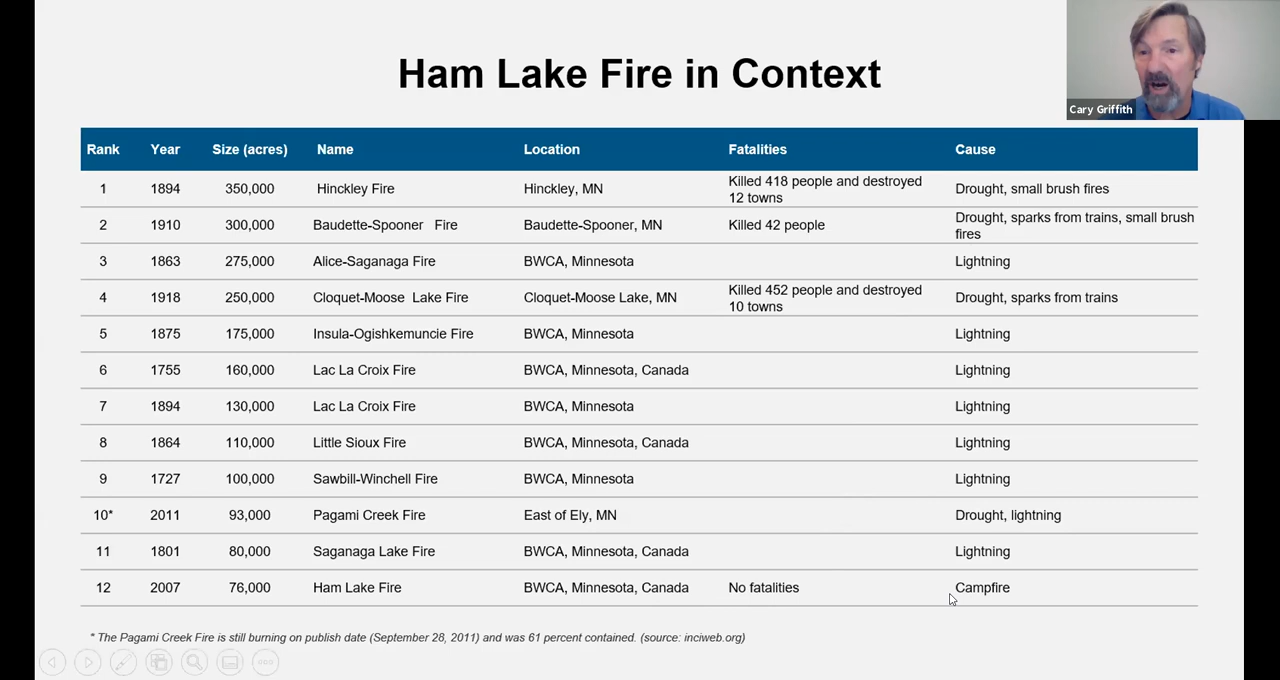 Ham Lake Fire in Context
Cary Griffith
Rank Year Size (acres) Name Location Fatalities Cause
1 1894 350,000 Hinckley Fire Hinckley, MN Killed 418 people and destroyed 12 towns Drought, small brush fires
2 1910 300,000 Baudette-Spooner Fire Baudette-Spooner, MN Killed 42 people Drought, sparks from trains, small brush fires
3 1863 275,000 Alice-Saganaga Fire BWCA, Minnesota Lightning
4 1918 250,000 Cloquet-Moose Lake Fire Cloquet-Moose Lake, MN Killed 452 people and destroyed 10 towns Drought, sparks from trains
5 1875 175,000 Insula-Ogishkemuncie Fire BWCA, Minnesota Lightning
6 1755 160,000 Lac La Croix Fire BWCA, Minnesota, Canada Lightning
7 1894 130,000 Lac La Croix Fire BWCA, Minnesota Lightning
8 1864 110,000 Little Sioux Fire BWCA, Minnesota, Canada Lightning
9 1727 100,000 Sawbill-Winchell Fire BWCA, Minnesota Lightning
10* 2011 93,000 Pagami Creek Fire East of Ely, MN Drought, lightning
11 1801 80,000 Saganaga Lake Fire BWCA, Minnesota, Canada Lightning
12 2007 76,000 Ham Lake Fire BWCA, Minnesota, Canada No fatalities Campfire
* The Pagami Creek Fire is still burning on publish date (September 28, 2011) and was 61 percent contained. (source: inciweb.org)